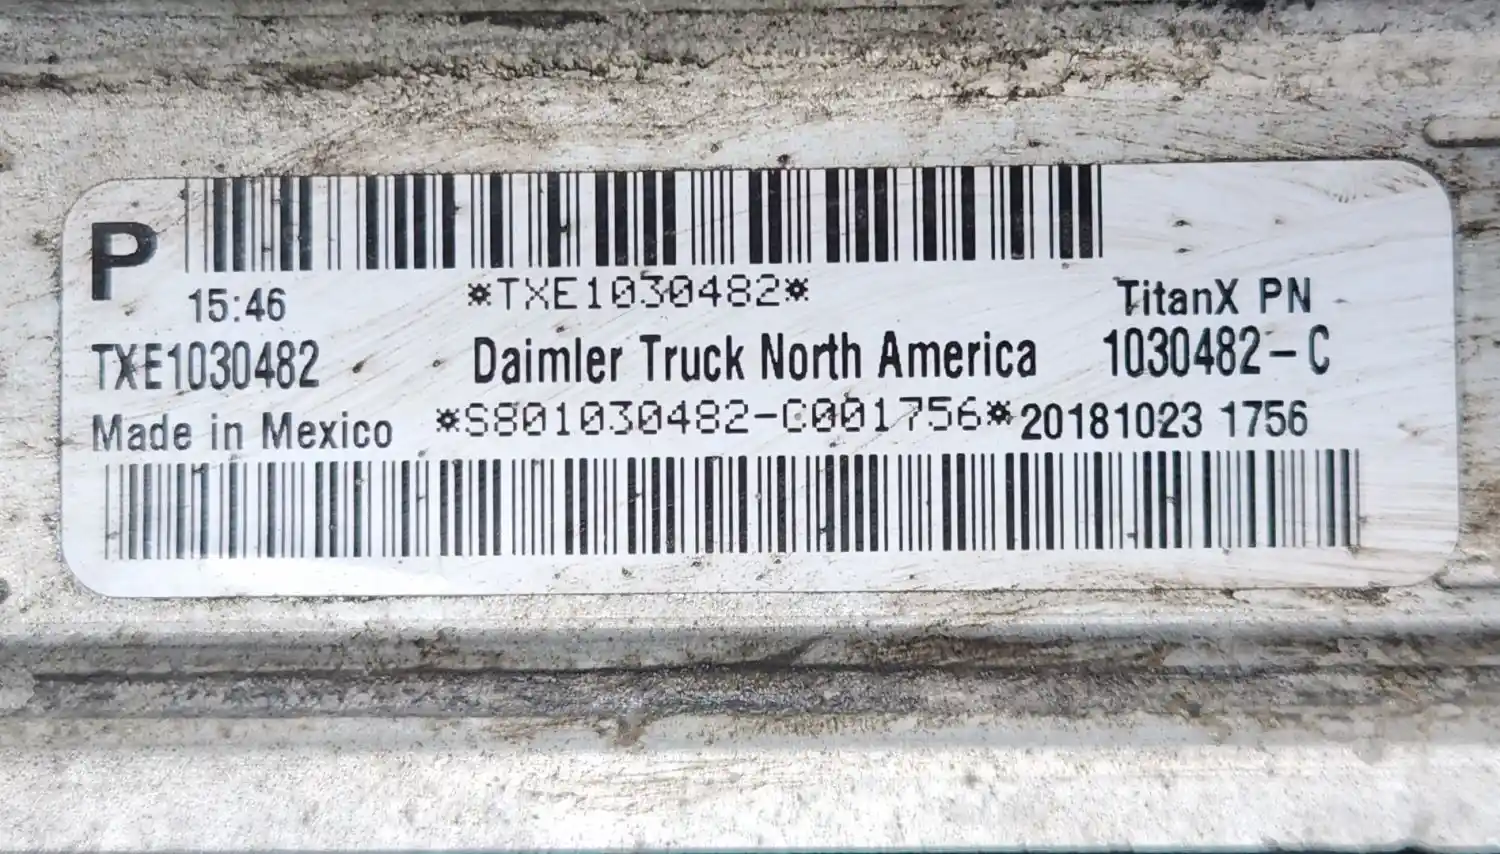 P
15:46 *TXE1030482* TitanX PN
TXE1030482 Daimler Truck North America 1030482-C
Made in Mexico *S801030482-C001756* 20181023 1756